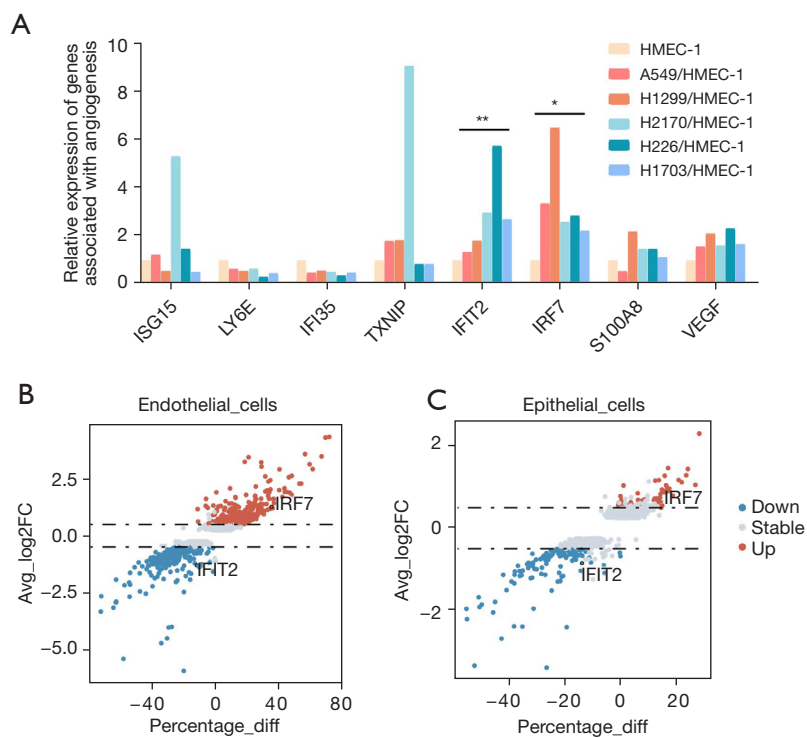 A
Relative expression of genes
associated with angiogenesis
10
8
6
4
2
0
**
*
HMEC-1
A549/HMEC-1
H1299/HMEC-1
H2170/HMEC-1
H226/HMEC-1
H1703/HMEC-1
ISG15
LY6E
IFI35
TXNIP
IFIT2
IRF7
S100A8
VEGF
B
Endothelial_cells
Avg_log2FC
2.5
0.0
−2.5
−5.0
IRF7
IFIT2
−40
0
40
80
Percentage_diff
C
Epithelial_cells
Avg_log2FC
2
0
−2
IRF7
IFIT2
−40
−20
0
20
Percentage_diff
Down
Stable
Up